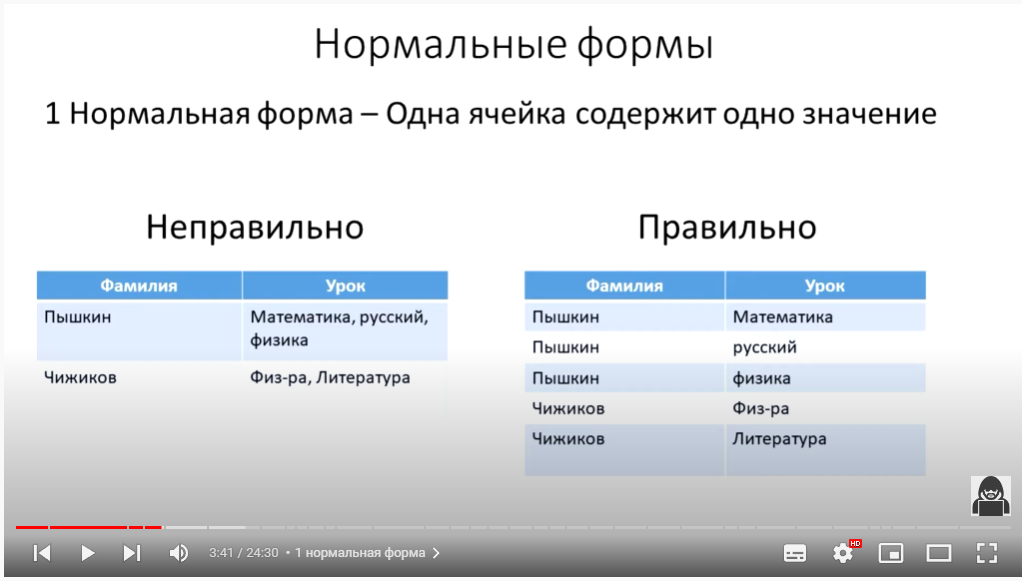 Нормальные формы
1 Нормальная форма – Одна ячейка содержит одно значение
Неправильно
Фамилия Урок
Пышкин Математика, русский,
физика
Чижиков Физ-ра, Литература
Правильно
Фамилия Урок
Пышкин Математика
Пышкин русский
Пышкин физика
Чижиков Физ-ра
Чижиков Литература
3:41 / 24:30 • 1 нормальная форма
HD